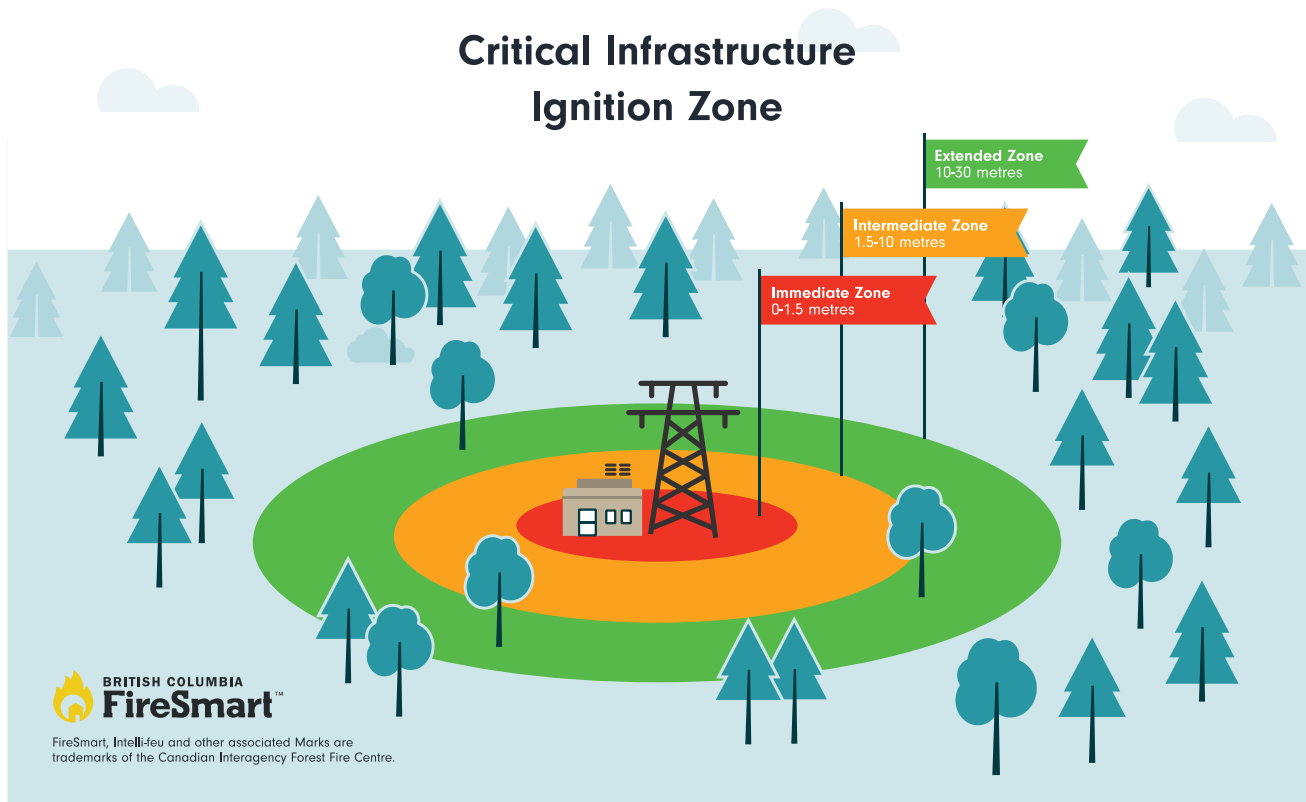 Critical Infrastructure
Ignition Zone
Extended Zone
10-30 metres
Intermediate Zone
1.5-10 metres
Immediate Zone
0-1.5 metres
BRITISH COLUMBIA
FireSmart™
FireSmart, Intelli-feu and other associated Marks are
trademarks of the Canadian Interagency Forest Fire Centre.